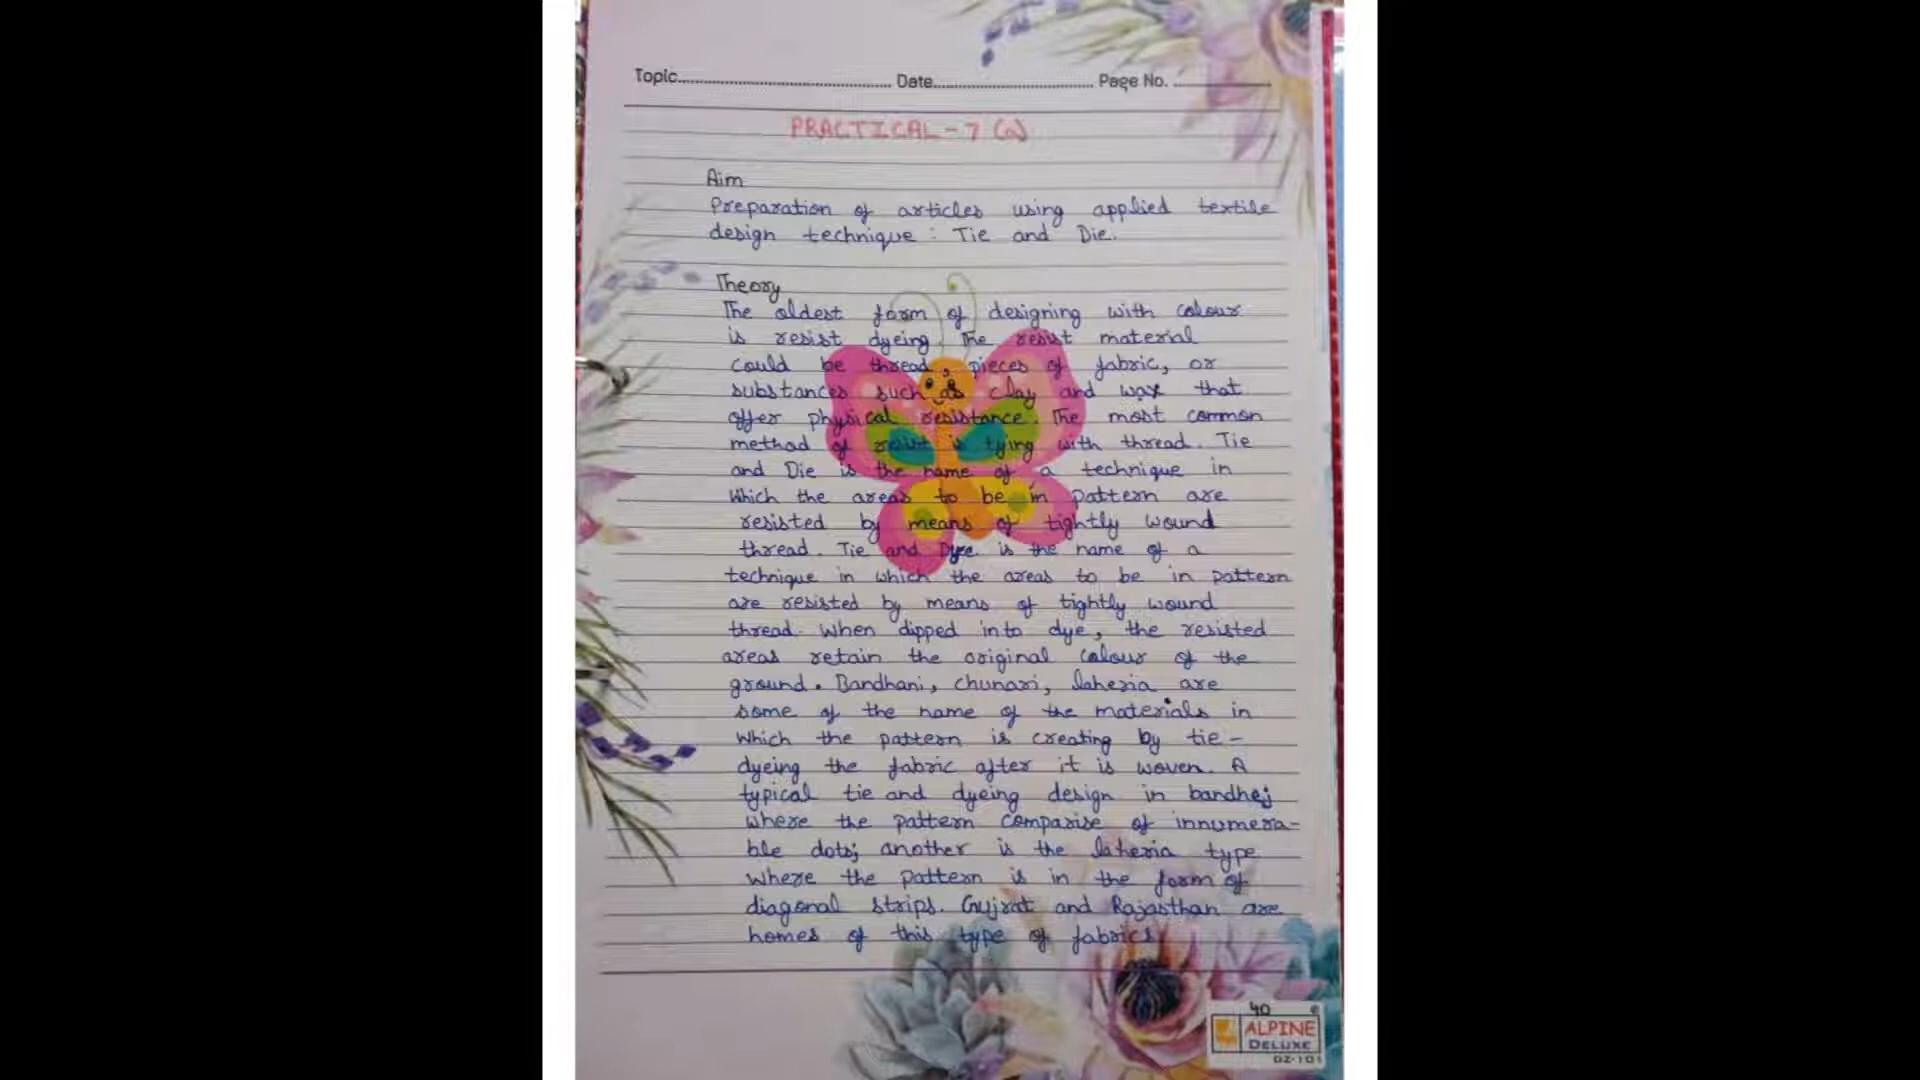 Topic.......... Date.......... Page No. ..........
PRACTICAL - 7 (a)
Aim
Preparation of articles using applied textile
design technique : Tie and Die.
Theory
The oldest form of designing with colour
is resist dyeing. The resist material
could be thread, pieces of fabric, or
substances such as clay and wax that
offer physical resistance. The most common
method of resist is tying with thread. Tie
and Die is the name of a technique in
which the areas to be in pattern are
resisted by means of tightly wound
thread. Tie and Dye is the name of a
technique in which the areas to be in pattern
are resisted by means of tightly wound
thread. When dipped into dye, the resisted
areas retain the original colour of the
ground. Bandhani, chunari, laheria are
some of the name of the materials in
which the pattern is creating by tie-
dyeing the fabric after it is woven. A
typical tie and dyeing design in bandhej
where the pattern comparise of innumera-
ble dots; another is the laheria type
where the pattern is in the form of
diagonal strips. Gujrat and Rajasthan are
homes of this type of fabrics
40
ALPINE
DELUXE
DZ-101